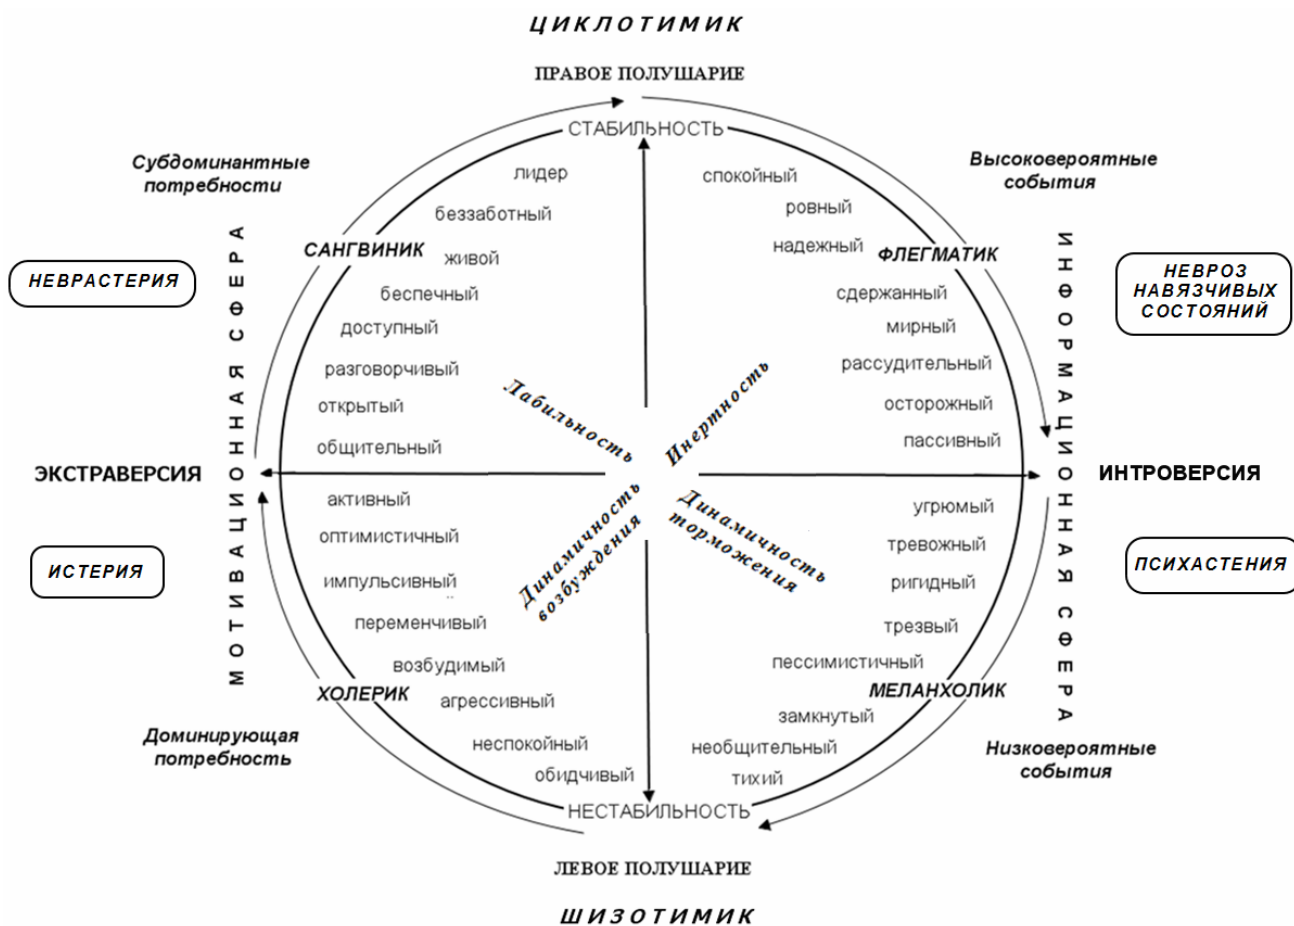 ЦИКЛОТИМИК
ПРАВОЕ ПОЛУШАРИЕ
СТАБИЛЬНОСТЬ
Субдоминантные
потребности
Высоковероятные
события
лидер
беззаботный
живой
беспечный
доступный
разговорчивый
открытый
общительный
спокойный
ровный
надежный
сдержанный
мирный
рассудительный
осторожный
пассивный
САНГВИНИК
ФЛЕГМАТИК
НЕВРАСТЕРИЯ
НЕВРОЗ
НАВЯЗЧИВЫХ
СОСТОЯНИЙ
МОТИВАЦИОННАЯ СФЕРА
ИНФОРМАЦИОННАЯ СФЕРА
Лабильность
Инертность
ЭКСТРАВЕРСИЯ
ИНТРОВЕРСИЯ
Динамичность
возбуждения
Динамичность
торможения
активный
оптимистичный
импульсивный
переменчивый
возбудимый
агрессивный
неспокойный
обидчивый
угрюмый
тревожный
ригидный
трезвый
пессимистичный
замкнутый
необщительный
тихий
ИСТЕРИЯ
ПСИХАСТЕНИЯ
ХОЛЕРИК
МЕЛАНХОЛИК
Доминирующая
потребность
Низковероятные
события
НЕСТАБИЛЬНОСТЬ
ЛЕВОЕ ПОЛУШАРИЕ
ШИЗОТИМИК